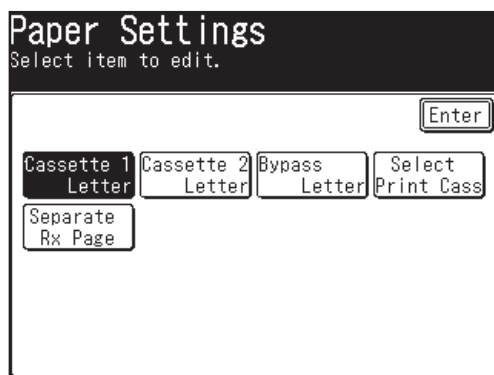 Paper Settings
Select item to edit.
Enter
Cassette 1 Cassette 2 Bypass Select
Letter Letter Letter Print Cass
Separate
Rx Page